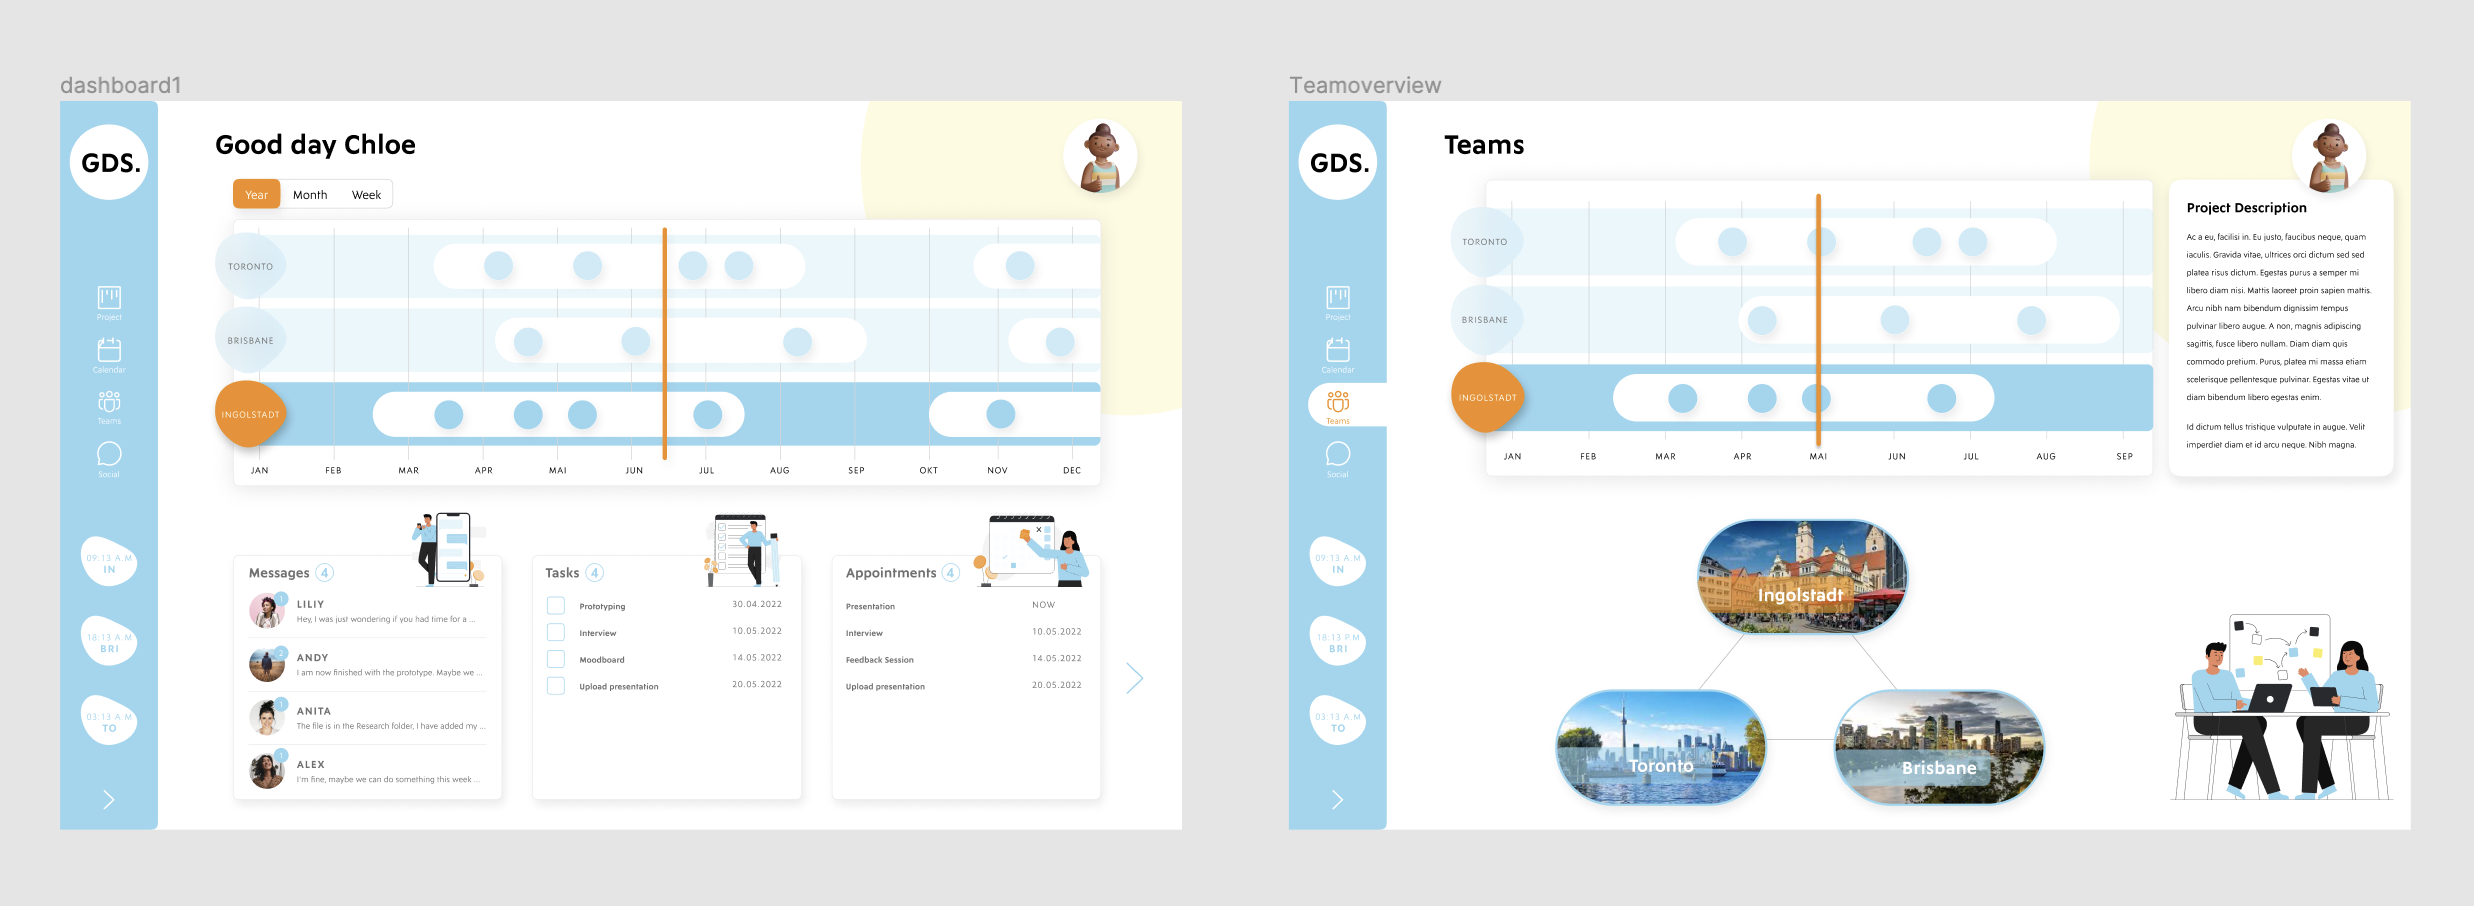 dashboard1
GDS.
Project
Calendar
Teams
Social
09:13 A.M
IN
18:13 A.M
BRI
03:13 A.M
TO
Good day Chloe
Year Month Week
TORONTO
BRISBANE
INGOLSTADT
JAN FEB MAR APR MAI JUN JUL AUG SEP OKT NOV DEC
Messages 4
1
LILIY
Hey, I was just wondering if you had time for a ...
2
ANDY
I am now finished with the prototype. Maybe we ...
1
ANITA
The file is in the Research folder, I have added my ...
1
ALEX
I'm fine, maybe we can do something this week ...
Tasks 4
Prototyping 30.04.2022
Interview 10.05.2022
Moodboard 14.05.2022
Upload presentation 20.05.2022
Appointments 4
Presentation NOW
Interview 10.05.2022
Feedback Session 14.05.2022
Upload presentation 20.05.2022
Teamoverview
GDS.
Project
Calendar
Teams
Social
09:13 A.M
IN
18:13 P.M
BRI
03:13 A.M
TO
Teams
TORONTO
BRISBANE
INGOLSTADT
JAN FEB MAR APR MAI JUN JUL AUG SEP
Project Description
Ac a eu, facilisi in. Eu justo, faucibus neque, quam
iaculis. Gravida vitae, ultrices orci dictum sed sed
platea risus dictum. Egestas purus a semper mi
libero diam nisi. Mattis laoreet proin sapien mattis.
Arcu nibh nam bibendum dignissim tempus
pulvinar libero augue. A non, magnis adipiscing
sagittis, fusce libero nullam. Diam diam quis
commodo pretium. Purus, platea mi massa etiam
scelerisque pellentesque pulvinar. Egestas vitae ut
diam bibendum libero egestas enim.
Id dictum tellus tristique vulputate in augue. Velit
imperdiet diam et id arcu neque. Nibh magna.
Ingolstadt
Toronto
Brisbane